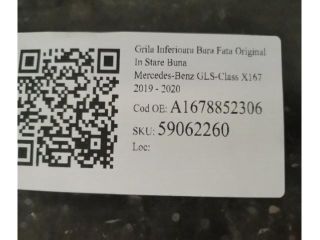 Grila Inferioura Bara Fata Original
In Stare Buna
Mercedes-Benz GLS-Class X167
2019 - 2020
Cod OE: A1678852306
SKU: 59062260
Loc: